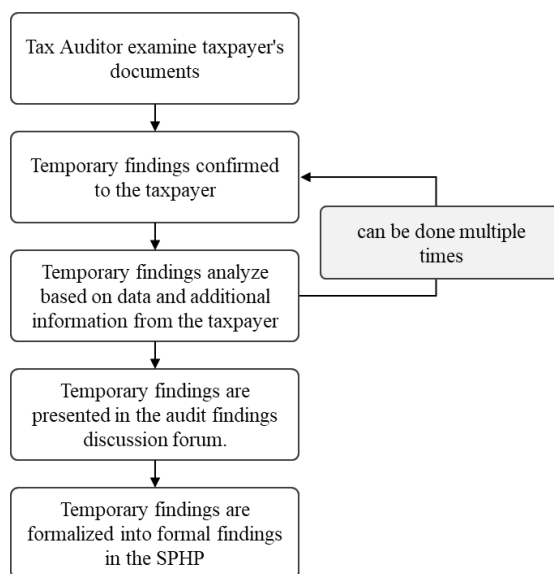 Tax Auditor examine taxpayer's
documents
Temporary findings confirmed
to the taxpayer
can be done multiple
times
Temporary findings analyze
based on data and additional
information from the taxpayer
Temporary findings are
presented in the audit findings
discussion forum.
Temporary findings are
formalized into formal findings
in the SPHP